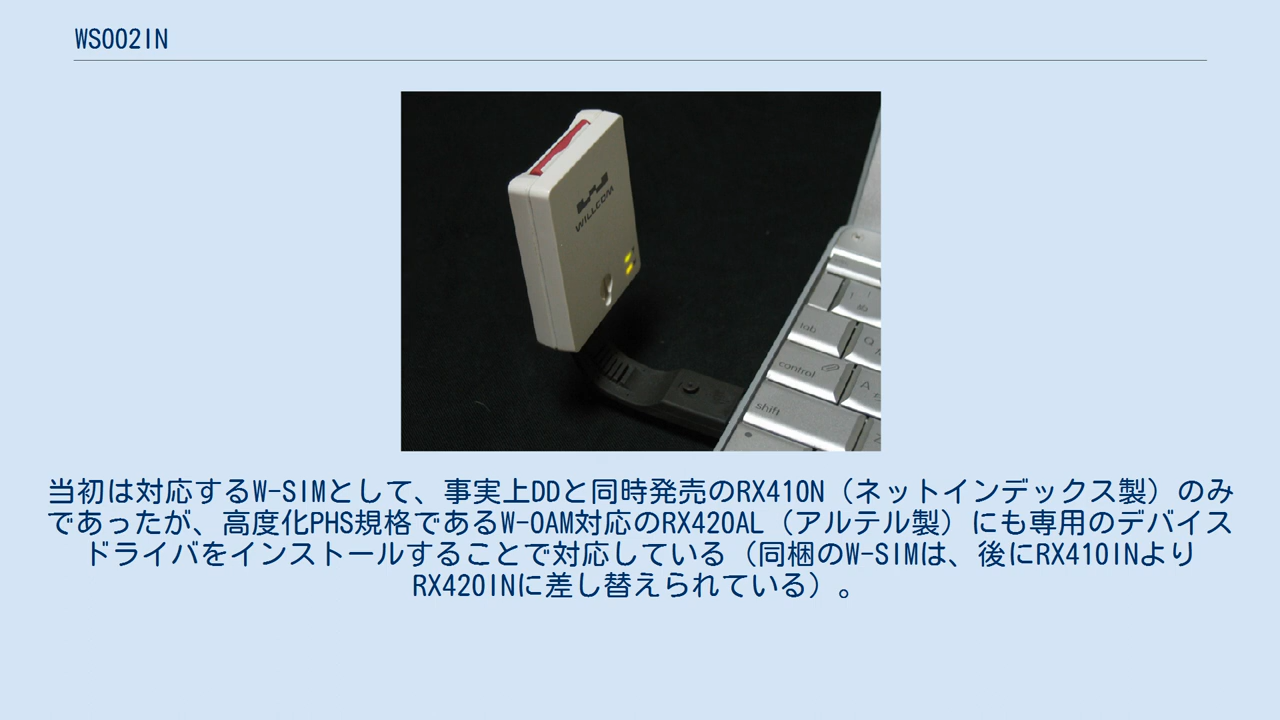 WS002IN
WILLCOM
tab
Q
control
A
shift
Z
当初は対応するW-SIMとして、事実上DDと同時発売のRX410N（ネットインデックス製）のみ
であったが、高度化PHS規格であるW-OAM対応のRX420AL（アルテル製）にも専用のデバイス
ドライバをインストールすることで対応している（同梱のW-SIMは、後にRX410INより
RX420INに差し替えられている）。